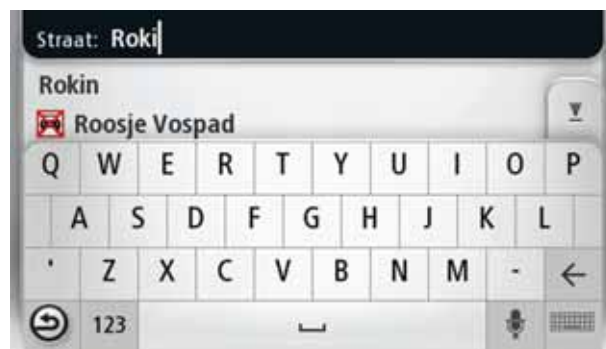 Straat: Roki
Rokin
Roosje Vospad
Q W E R T Y U I O P
A S D F G H J K L
' Z X C V B N M -
123